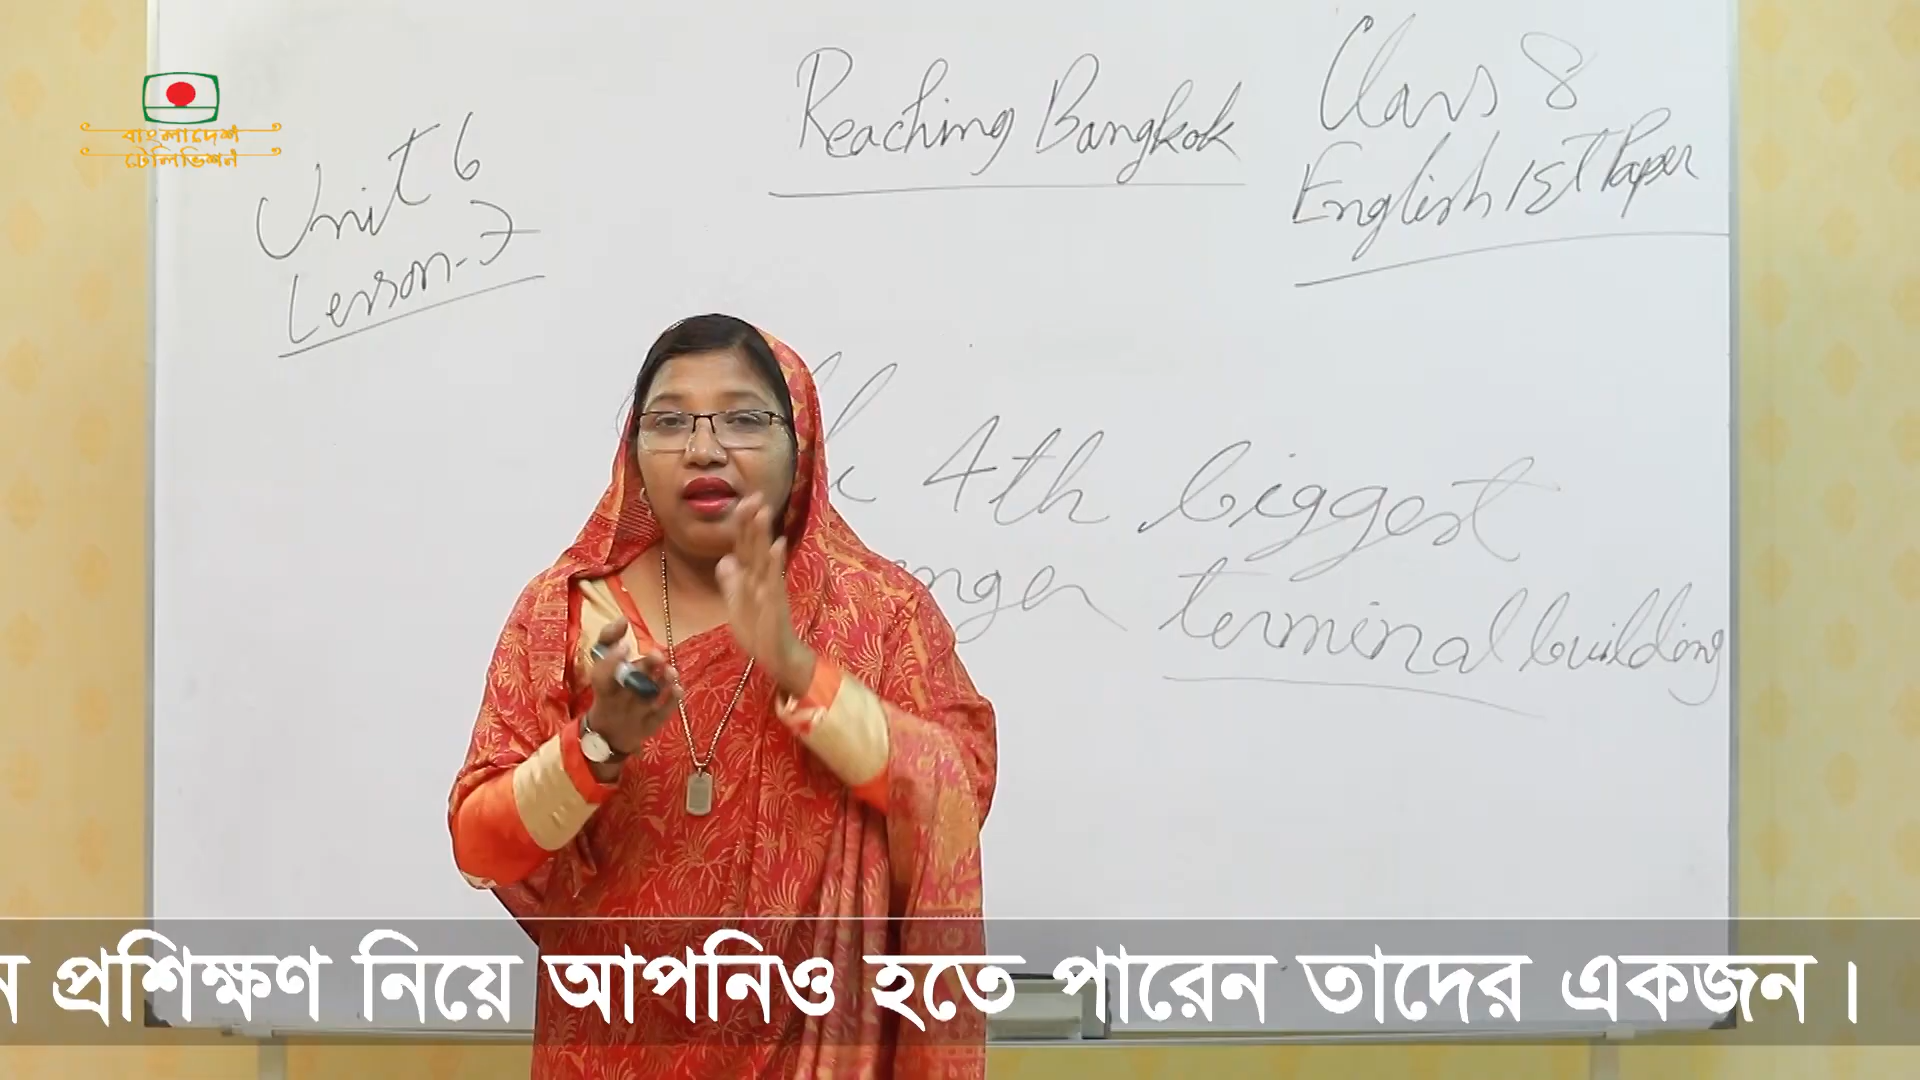 বাংলাদেশ
টেলিভিশন
Unit 6
Lesson-7
Reaching Bangkok
Class 8
English 1ST Paper
4th biggest
terminal building
প্রশিক্ষণ নিয়ে আপনিও হতে পারেন তাদের একজন।